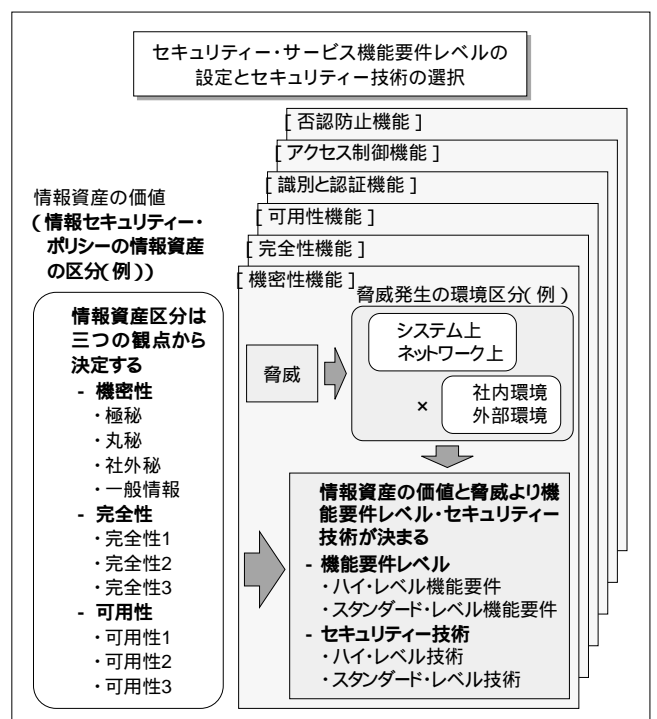 セキュリティー・サービス機能要件レベルの
設定とセキュリティー技術の選択
[ 否認防止機能 ]
[ アクセス制御機能 ]
[ 識別と認証機能 ]
[ 可用性機能 ]
[ 完全性機能 ]
[ 機密性機能 ]
情報資産の価値
( 情報セキュリティー・
ポリシーの情報資産
の区分( 例 ) )
情報資産区分は
三つの観点から
決定する
- 機密性
・極秘
・丸秘
・社外秘
・一般情報
- 完全性
・完全性1
・完全性2
・完全性3
- 可用性
・可用性1
・可用性2
・可用性3
脅威
脅威発生の環境区分( 例 )
システム上
ネットワーク上
×
社内環境
外部環境
情報資産の価値と脅威より機
能要件レベル・セキュリティー
技術が決まる
- 機能要件レベル
・ハイ・レベル機能要件
・スタンダード・レベル機能要件
- セキュリティー技術
・ハイ・レベル技術
・スタンダード・レベル技術